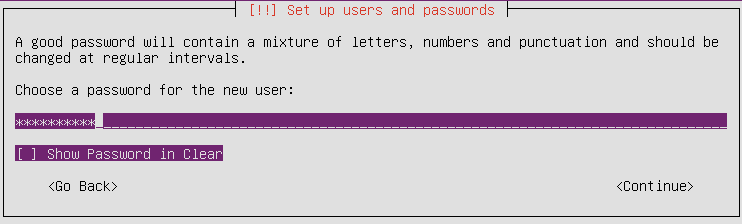 [!!] Set up users and passwords
A good password will contain a mixture of letters, numbers and punctuation and should be
changed at regular intervals.
Choose a password for the new user:
**********
[ ] Show Password in Clear
<Go Back> <Continue>